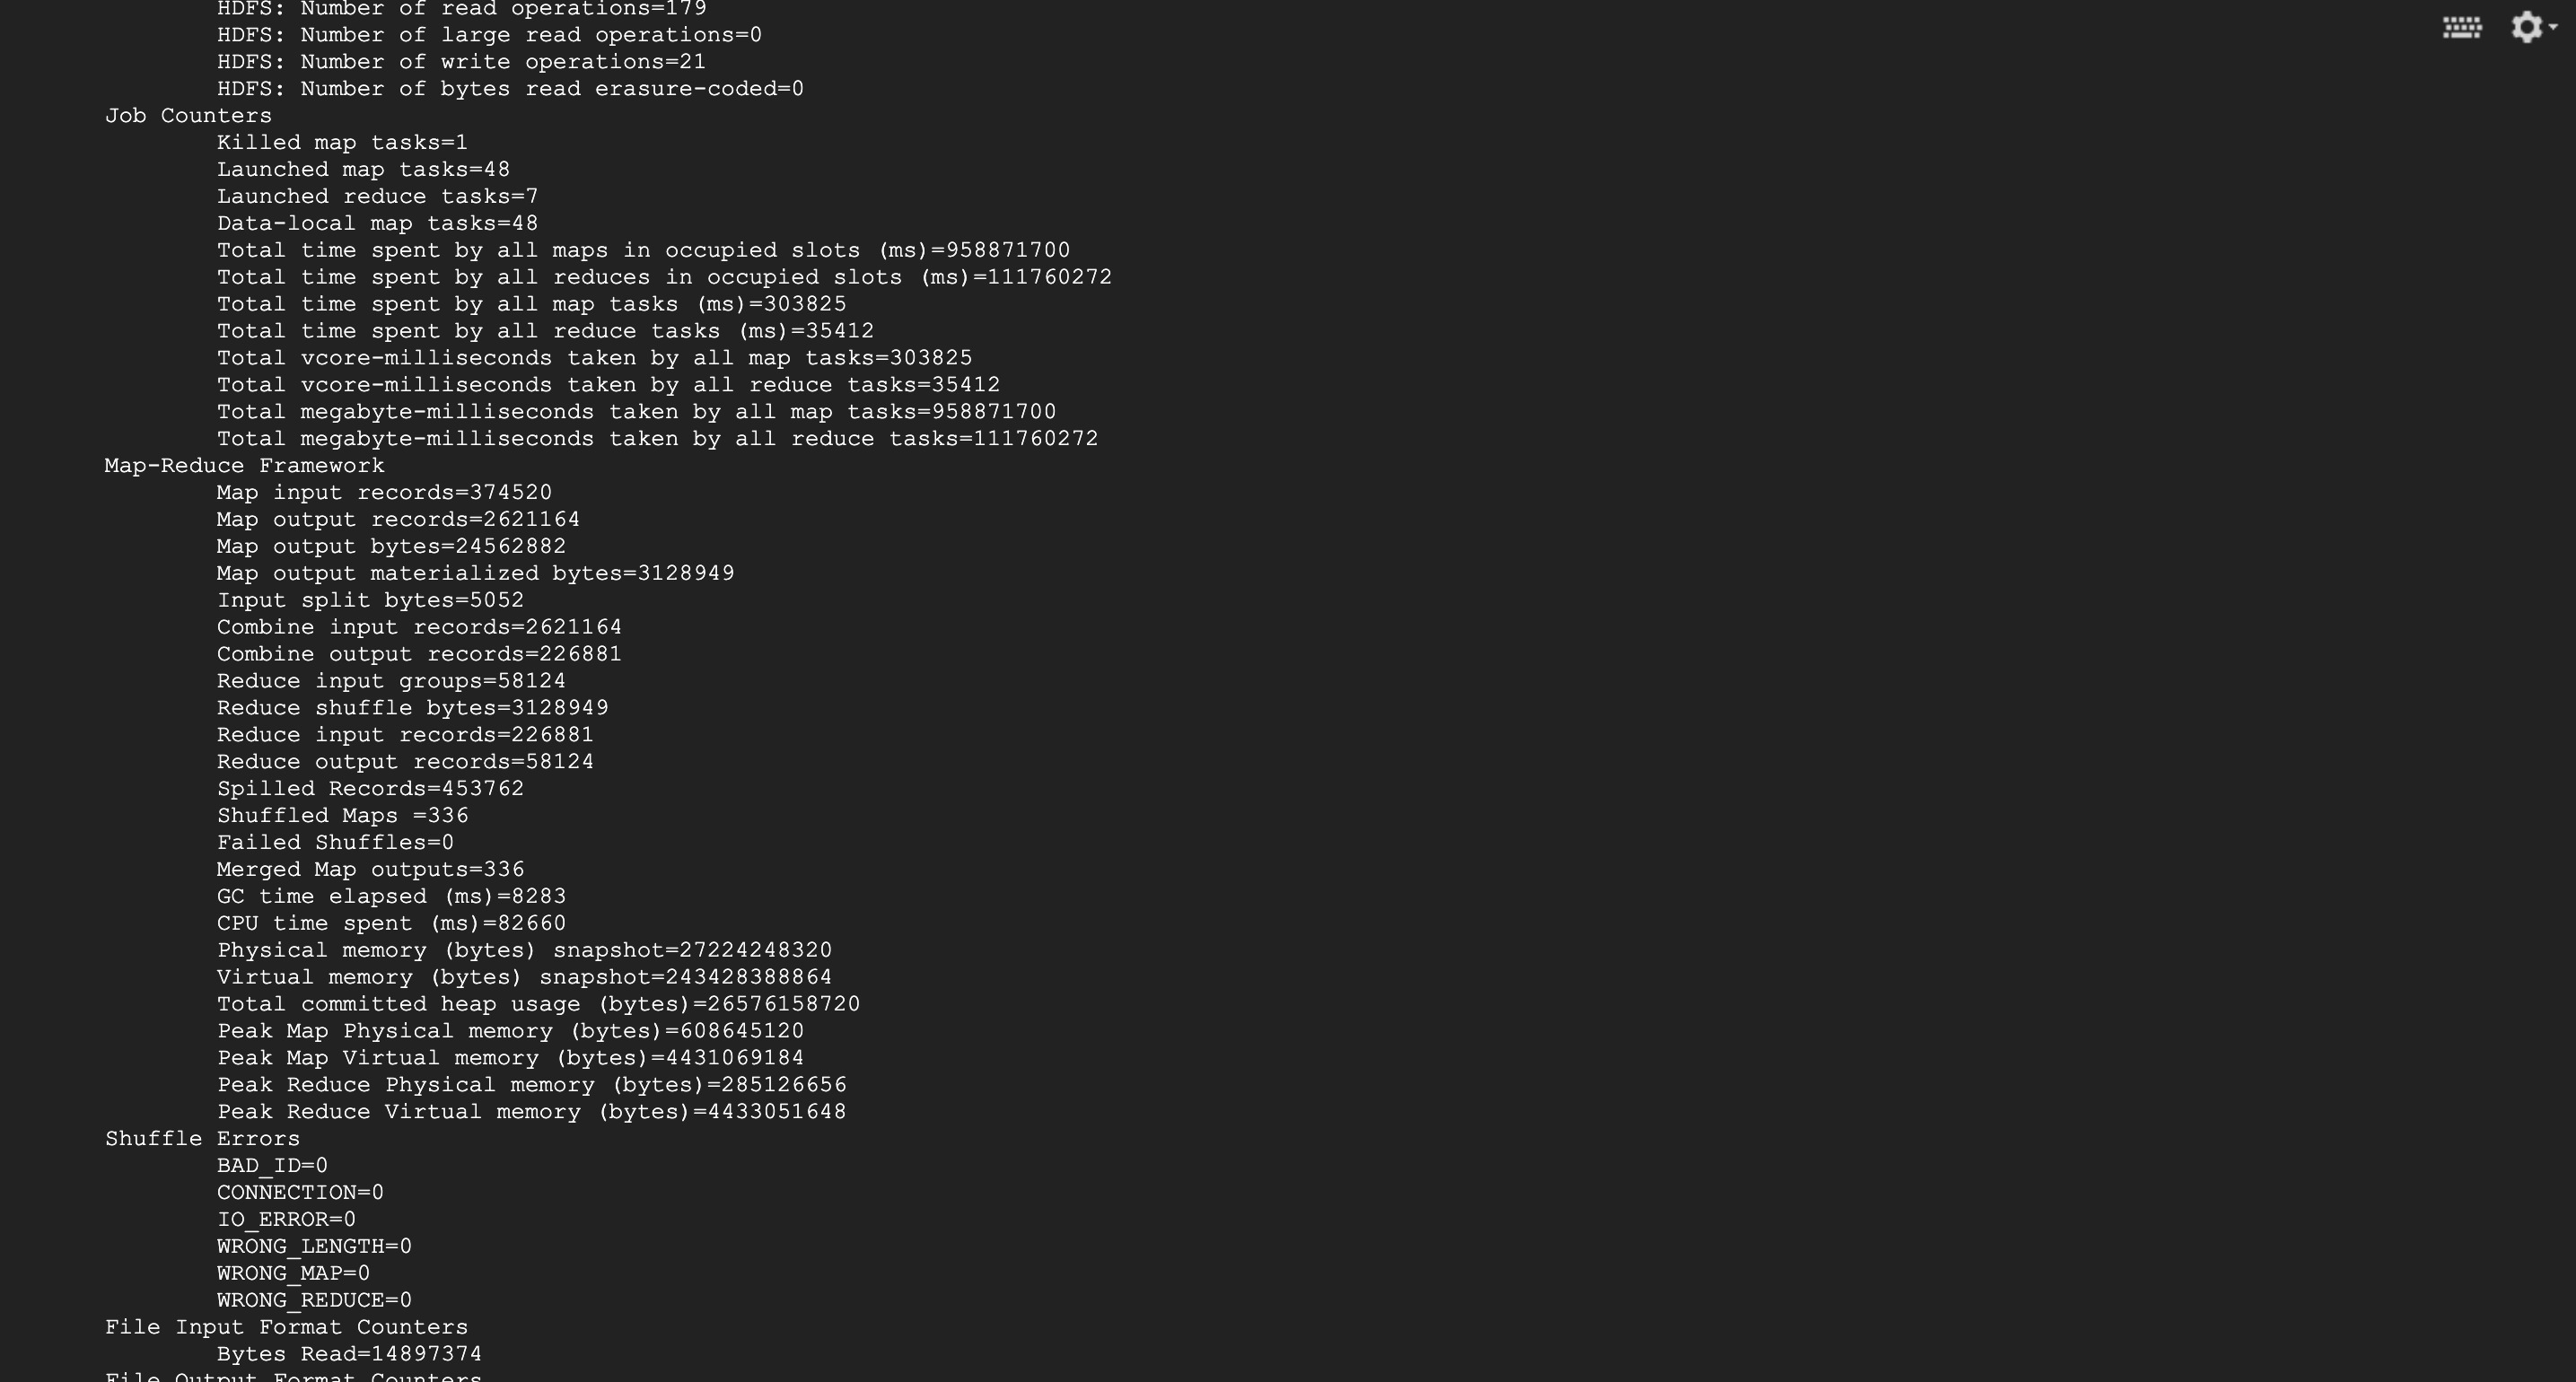 HDFS: Number of read operations=179
HDFS: Number of large read operations=0
HDFS: Number of write operations=21
HDFS: Number of bytes read erasure-coded=0
Job Counters
Killed map tasks=1
Launched map tasks=48
Launched reduce tasks=7
Data-local map tasks=48
Total time spent by all maps in occupied slots (ms)=958871700
Total time spent by all reduces in occupied slots (ms)=111760272
Total time spent by all map tasks (ms)=303825
Total time spent by all reduce tasks (ms)=35412
Total vcore-milliseconds taken by all map tasks=303825
Total vcore-milliseconds taken by all reduce tasks=35412
Total megabyte-milliseconds taken by all map tasks=958871700
Total megabyte-milliseconds taken by all reduce tasks=111760272
Map-Reduce Framework
Map input records=374520
Map output records=2621164
Map output bytes=24562882
Map output materialized bytes=3128949
Input split bytes=5052
Combine input records=2621164
Combine output records=226881
Reduce input groups=58124
Reduce shuffle bytes=3128949
Reduce input records=226881
Reduce output records=58124
Spilled Records=453762
Shuffled Maps =336
Failed Shuffles=0
Merged Map outputs=336
GC time elapsed (ms)=8283
CPU time spent (ms)=82660
Physical memory (bytes) snapshot=27224248320
Virtual memory (bytes) snapshot=243428388864
Total committed heap usage (bytes)=26576158720
Peak Map Physical memory (bytes)=608645120
Peak Map Virtual memory (bytes)=4431069184
Peak Reduce Physical memory (bytes)=285126656
Peak Reduce Virtual memory (bytes)=4433051648
Shuffle Errors
BAD_ID=0
CONNECTION=0
IO_ERROR=0
WRONG_LENGTH=0
WRONG_MAP=0
WRONG_REDUCE=0
File Input Format Counters
Bytes Read=14897374
File Output Format Counters